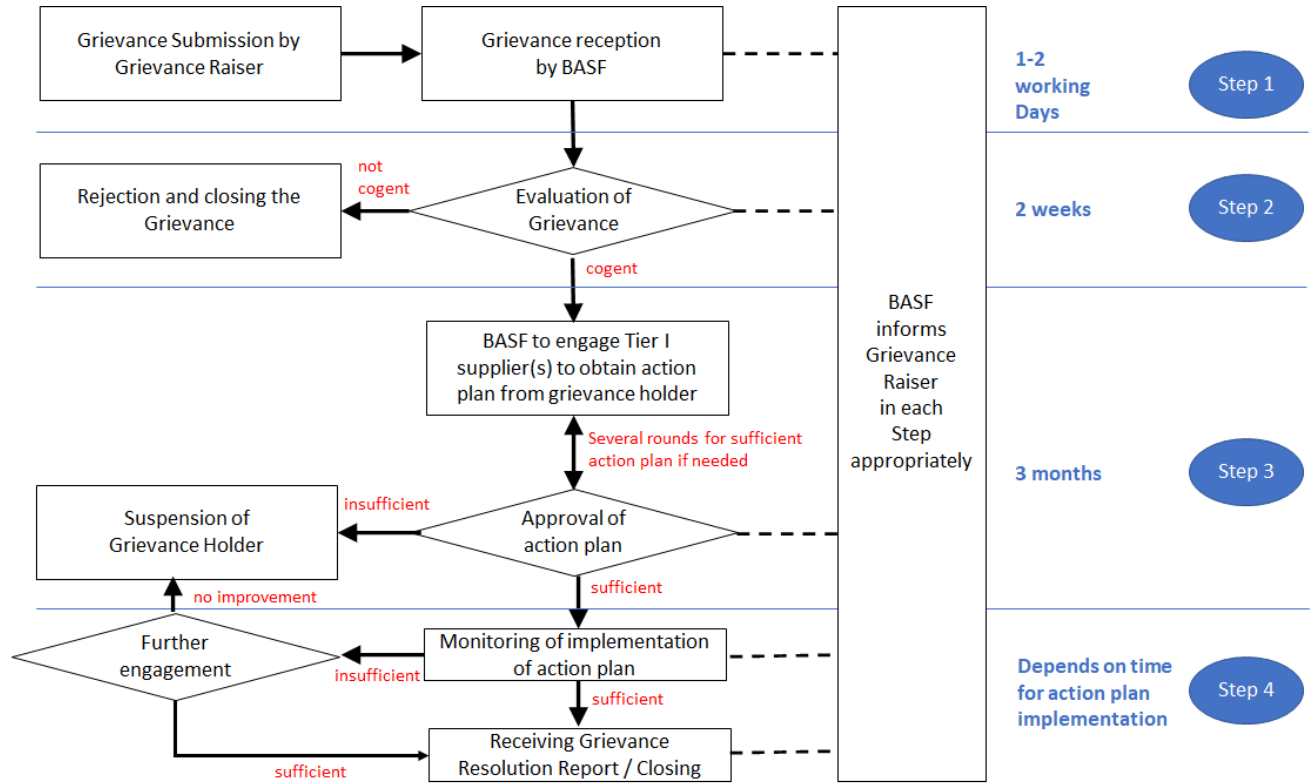 Grievance Submission by
Grievance Raiser
Grievance reception
by BASF
1-2
working
Days
Step 1
not
cogent
Rejection and closing the
Grievance
Evaluation of
Grievance
2 weeks
Step 2
cogent
BASF to engage Tier I
supplier(s) to obtain action
plan from grievance holder
BASF
informs
Grievance
Raiser
in each
Step
appropriately
Several rounds for sufficient
action plan if needed
3 months
Step 3
insufficient
Suspension of
Grievance Holder
Approval of
action plan
sufficient
no improvement
Further
engagement
insufficient
Monitoring of implementation
of action plan
sufficient
Depends on time
for action plan
implementation
Step 4
sufficient
Receiving Grievance
Resolution Report / Closing